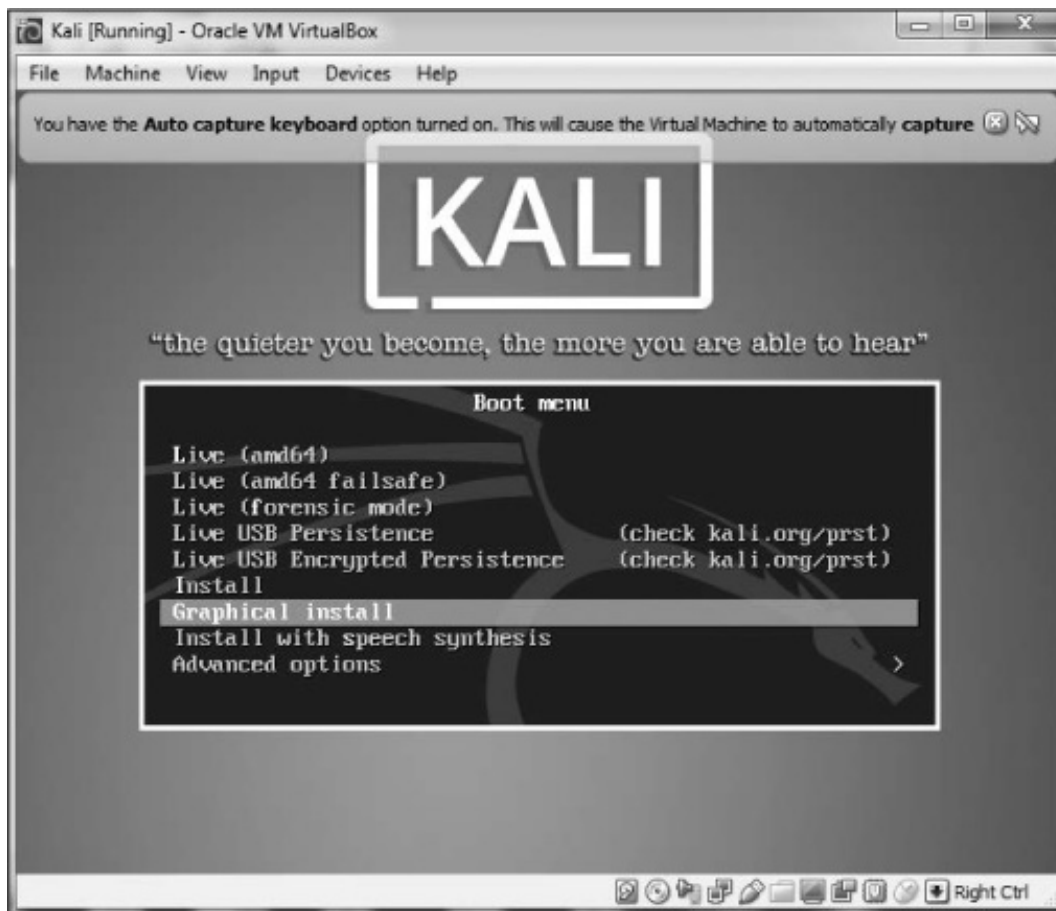 Kali [Running] - Oracle VM VirtualBox
File Machine View Input Devices Help
You have the Auto capture keyboard option turned on. This will cause the Virtual Machine to automatically capture
KALI
“the quieter you become, the more you are able to hear”
Boot menu
Live (amd64)
Live (amd64 failsafe)
Live (forensic mode)
Live USB Persistence (check kali.org/prst)
Live USB Encrypted Persistence (check kali.org/prst)
Install
Graphical install
Install with speech synthesis
Advanced options >
Right Ctrl